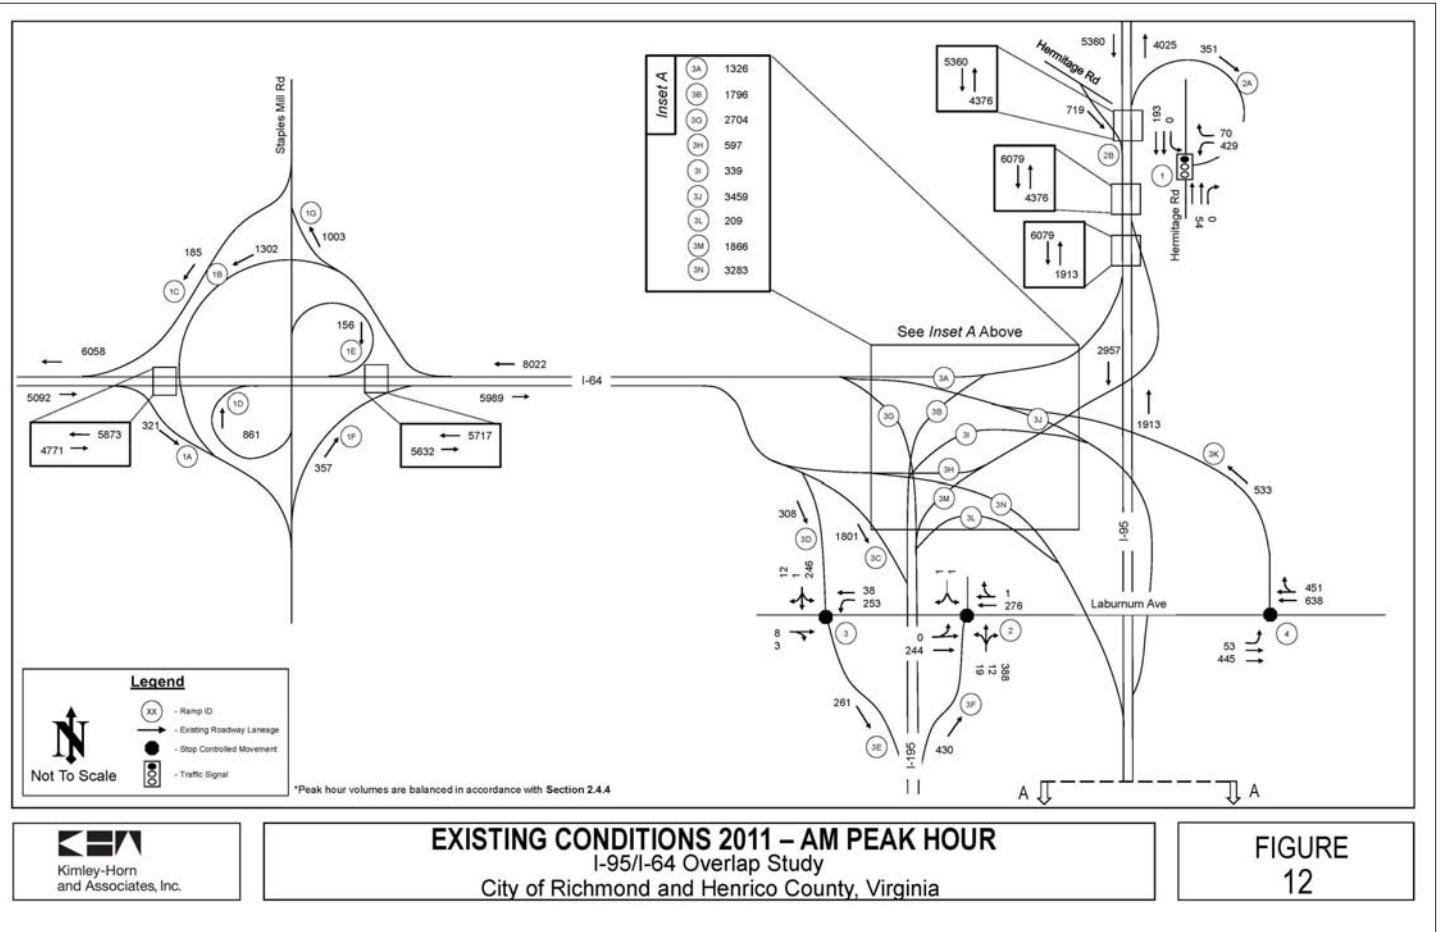 5360
4025
351
2A
Hermitage Rd
5360
4376
719
2B
193
0
70
429
1
6079
4376
Hermitage Rd
54
0
6079
1913
Inset A
3A 1326
3B 1796
3G 2704
3H 597
3I 339
3J 3459
3L 209
3M 1866
3N 3283
See Inset A Above
Staples Mill Rd
1G
1003
185
1302
1B
1C
156
1E
6058
8022
I-64
5092
5989
1D
861
321
1A
1F
357
5873
4771
5717
5632
2957
1913
3A
3G
3B
3J
3I
3K
533
3H
3M
3N
3L
I-95
308
3D
1801
3C
12
1
246
38
253
8
3
3
1
1
1
276
0
244
2
19
12
388
Laburnum Ave
451
638
53
445
4
261
3E
3F
430
I-195
A
A
Legend
XX - Ramp ID
- Existing Roadway Laneage
- Stop Controlled Movement
- Traffic Signal
N
Not To Scale
*Peak hour volumes are balanced in accordance with Section 2.4.4
Kimley-Horn
and Associates, Inc.
EXISTING CONDITIONS 2011 – AM PEAK HOUR
I-95/I-64 Overlap Study
City of Richmond and Henrico County, Virginia
FIGURE
12